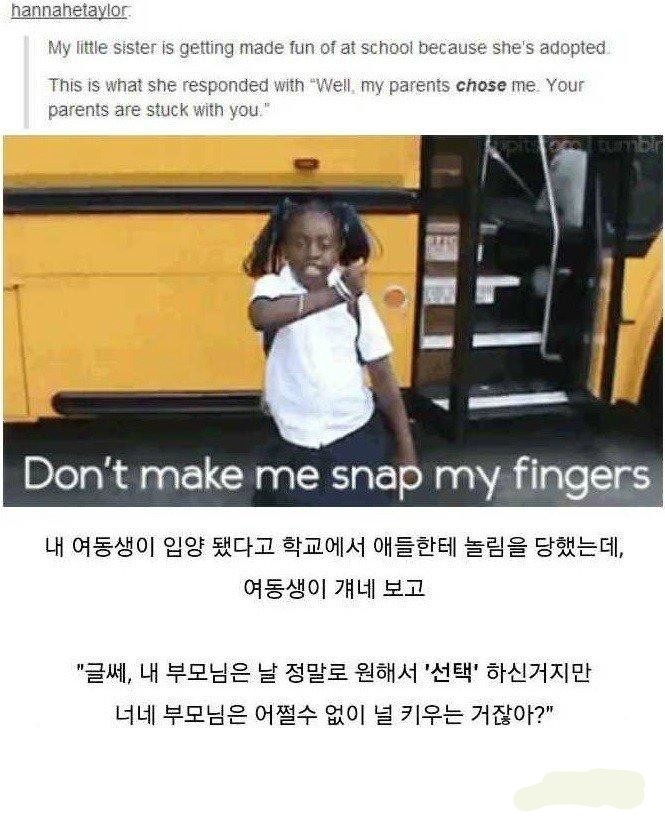 hannahetaylor:
My little sister is getting made fun of at school because she's adopted.
This is what she responded with "Well, my parents chose me. Your
parents are stuck with you."
Don't make me snap my fingers
내 여동생이 입양 됐다고 학교에서 애들한테 놀림을 당했는데,
여동생이 걔네 보고
"글쎄, 내 부모님은 날 정말로 원해서 '선택' 하신거지만
너네 부모님은 어쩔수 없이 널 키우는 거잖아?"